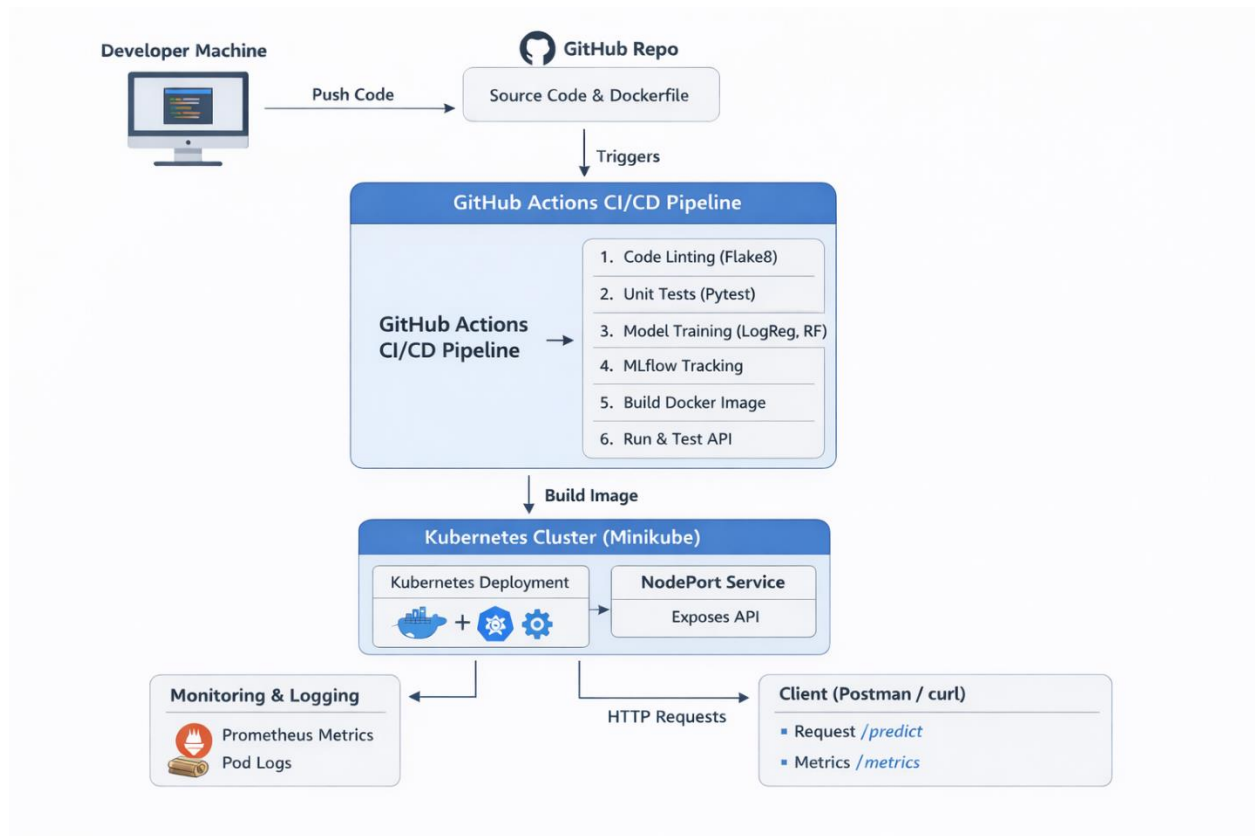 Developer Machine
GitHub Repo
Push Code
Source Code & Dockerfile
Triggers
GitHub Actions CI/CD Pipeline
GitHub Actions
CI/CD Pipeline
1. Code Linting (Flake8)
2. Unit Tests (Pytest)
3. Model Training (LogReg, RF)
4. MLflow Tracking
5. Build Docker Image
6. Run & Test API
Build Image
Kubernetes Cluster (Minikube)
Kubernetes Deployment
+
NodePort Service
Exposes API
Monitoring & Logging
Prometheus Metrics
Pod Logs
HTTP Requests
Client (Postman / curl)
▪ Request /predict
▪ Metrics /metrics